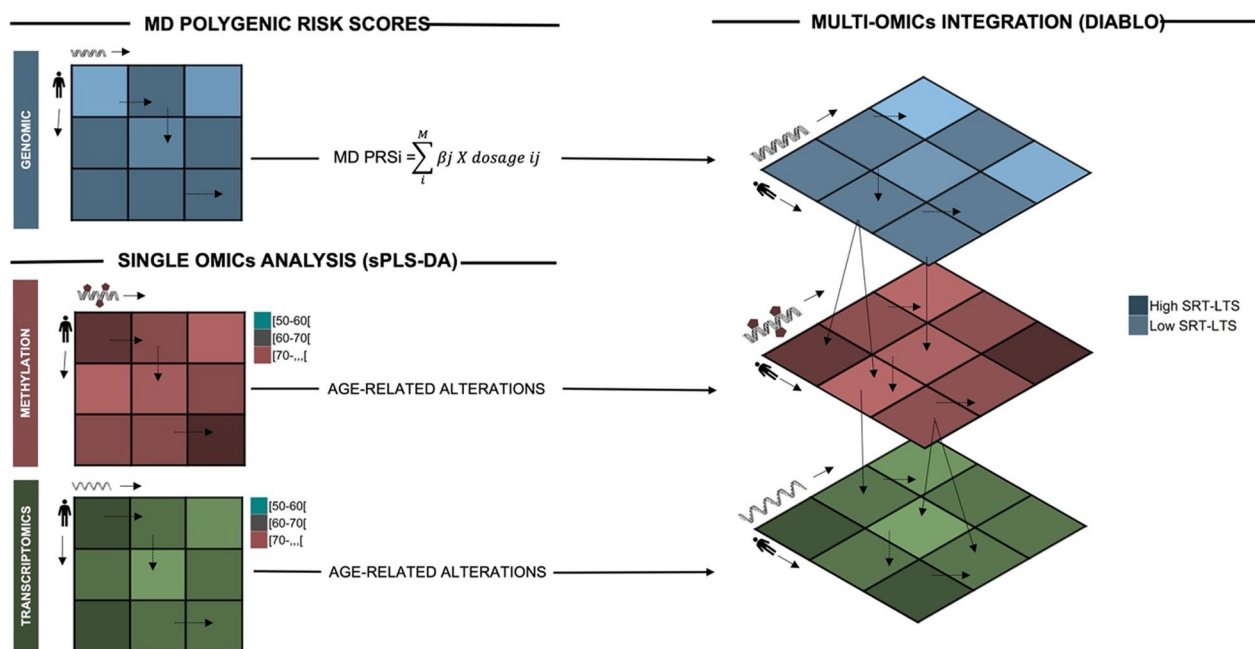 MD POLYGENIC RISK SCORES
MULTI-OMICs INTEGRATION (DIABLO)
GENOMIC
MD PRSi = M ∑ i βj X dosage ij
SINGLE OMICs ANALYSIS (sPLS-DA)
METHYLATION
[50-60[
[60-70[
[70-,,,[
AGE-RELATED ALTERATIONS
High SRT-LTS
Low SRT-LTS
TRANSCRIPTOMICS
[50-60[
[60-70[
[70-,,,[
AGE-RELATED ALTERATIONS